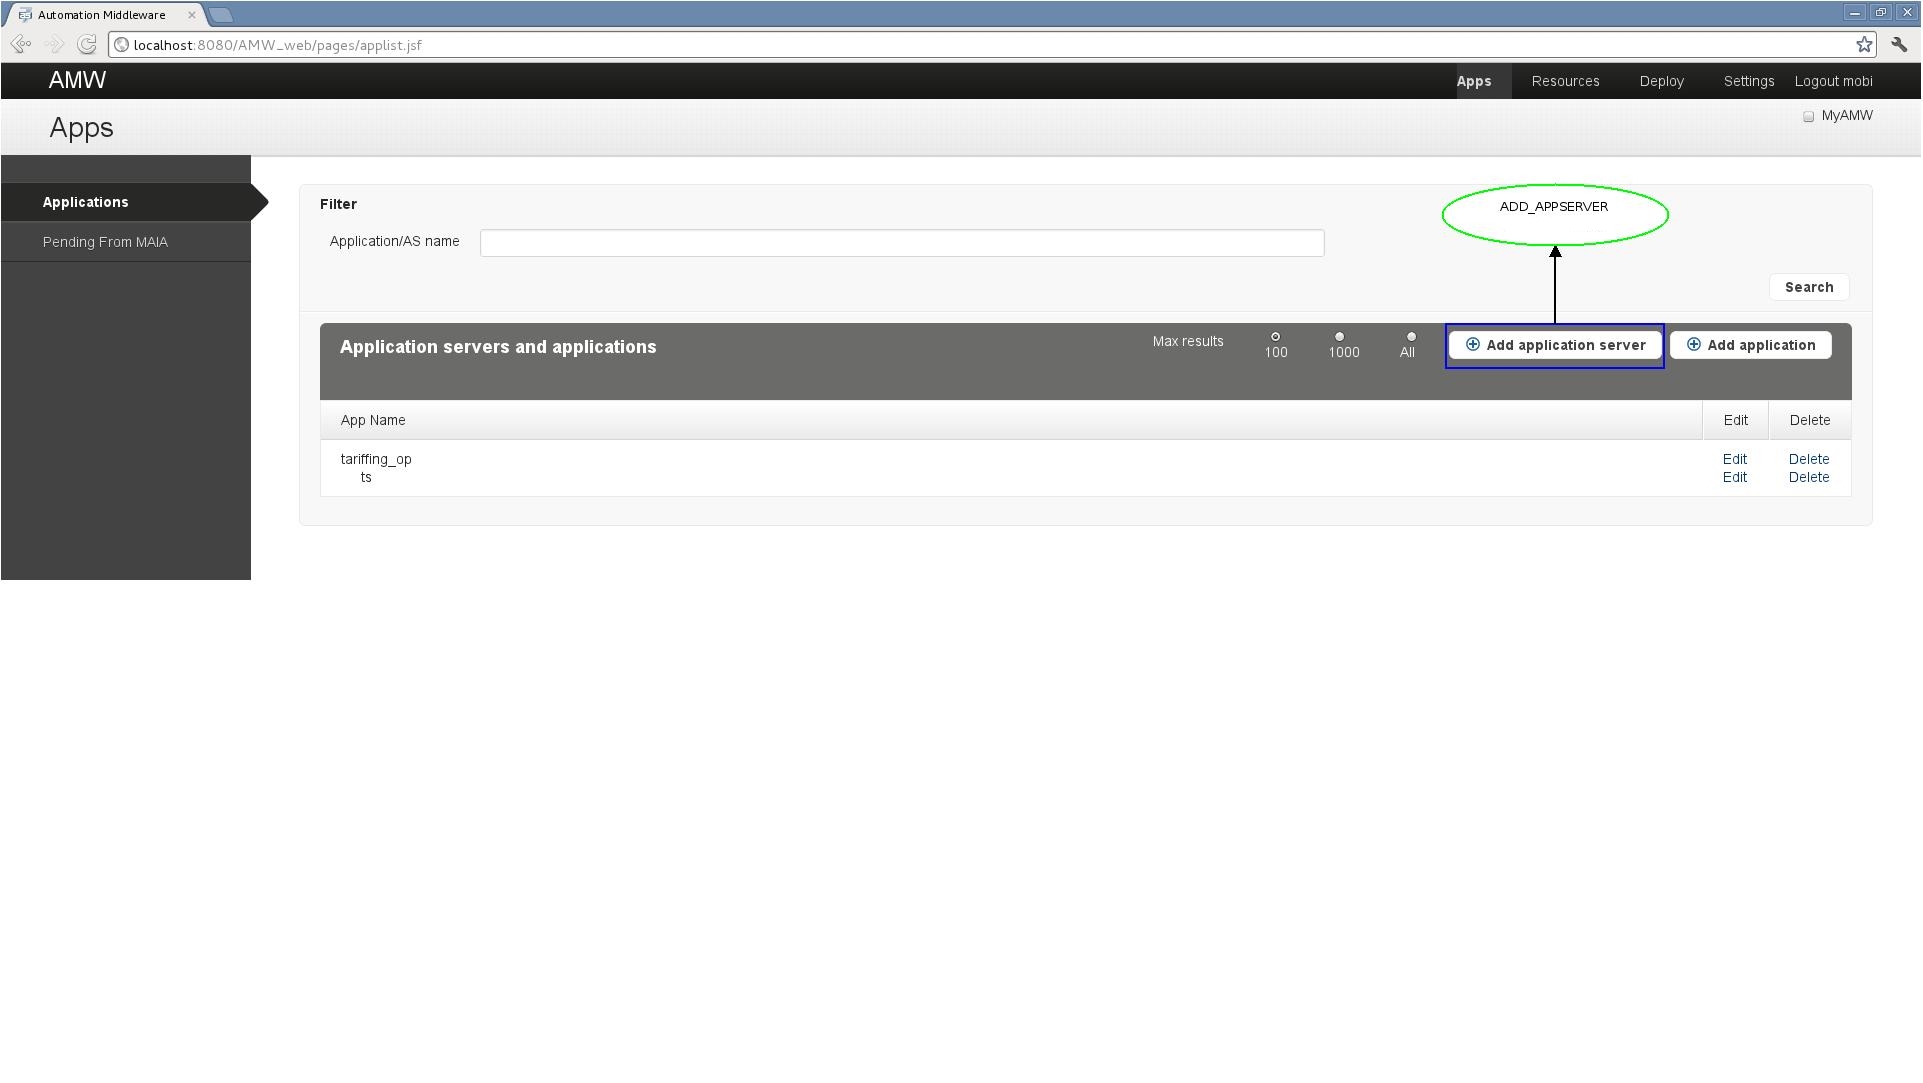 Automation Middleware
localhost:8080/AMW_web/pages/applist.jsf
AMW
Apps Resources Deploy Settings Logout mobi
Apps
MyAMW
Applications
Pending From MAIA
Filter
ADD_APPSERVER
Application/AS name
Search
Application servers and applications
Max results
100 1000 All
Add application server
Add application
App Name Edit Delete
tariffing_op Edit Delete
ts Edit Delete